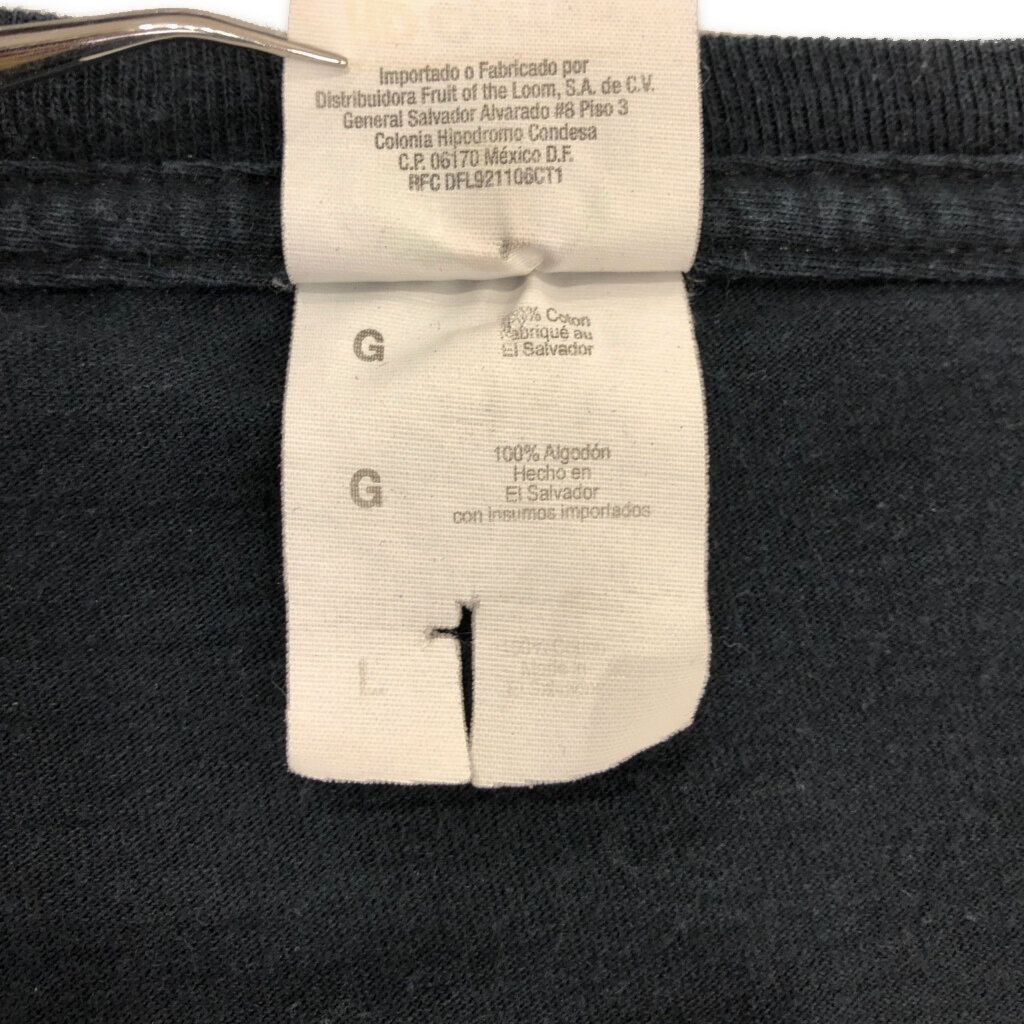 Importado o Fabricado por
Distribuidora Fruit of the Loom, S.A. de C.V.
General Salvador Alvarado #8 Piso 3
Colonia Hipodromo Condesa
C.P. 06170 México D.F.
RFC DFL921106CT1
G
Coton
Fabriqué au
El Salvador
G
100% Algodón
Hecho en
El Salvador
con insumos importados
L